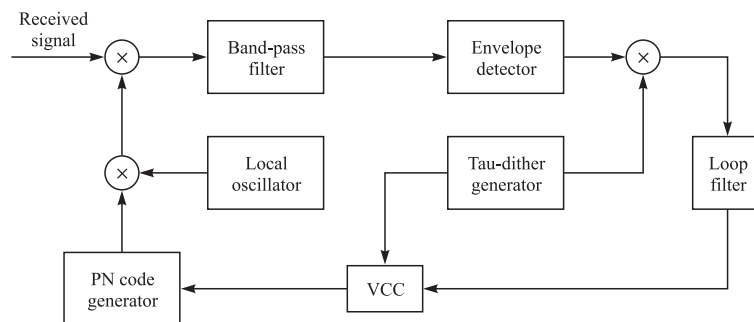 Received
signal
×
Band-pass
filter
Envelope
detector
×
×
Local
oscillator
Tau-dither
generator
Loop
filter
PN code
generator
VCC